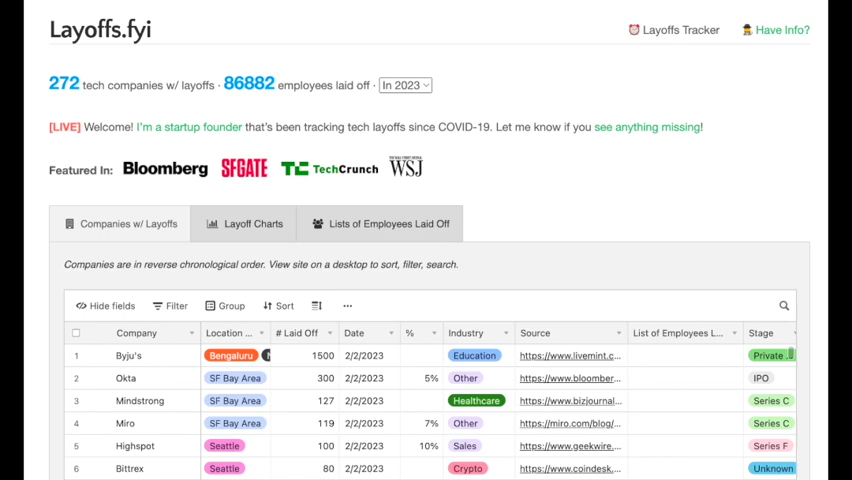 Layoffs.fyi
Layoffs Tracker Have Info?
272 tech companies w/ layoffs · 86882 employees laid off · In 2023
[LIVE] Welcome! I'm a startup founder that's been tracking tech layoffs since COVID-19. Let me know if you see anything missing!
Featured In: Bloomberg SFGATE TC TechCrunch WSJ
Companies w/ Layoffs Layoff Charts Lists of Employees Laid Off
Companies are in reverse chronological order. View site on a desktop to sort, filter, search.
Hide fields Filter Group Sort ...
Company Location ... # Laid Off Date % Industry Source List of Employees L... Stage
1 Byju's Bengaluru 1500 2/2/2023 Education https://www.livemint.c... Private ...
2 Okta SF Bay Area 300 2/2/2023 5% Other https://www.bloomber... IPO
3 Mindstrong SF Bay Area 127 2/2/2023 Healthcare https://www.bizjournal... Series C
4 Miro SF Bay Area 119 2/2/2023 7% Other https://miro.com/blog/... Series C
5 Highspot Seattle 100 2/2/2023 10% Sales https://www.geekwire... Series F
6 Bittrex Seattle 80 2/2/2023 Crypto https://www.coindesk... Unknown